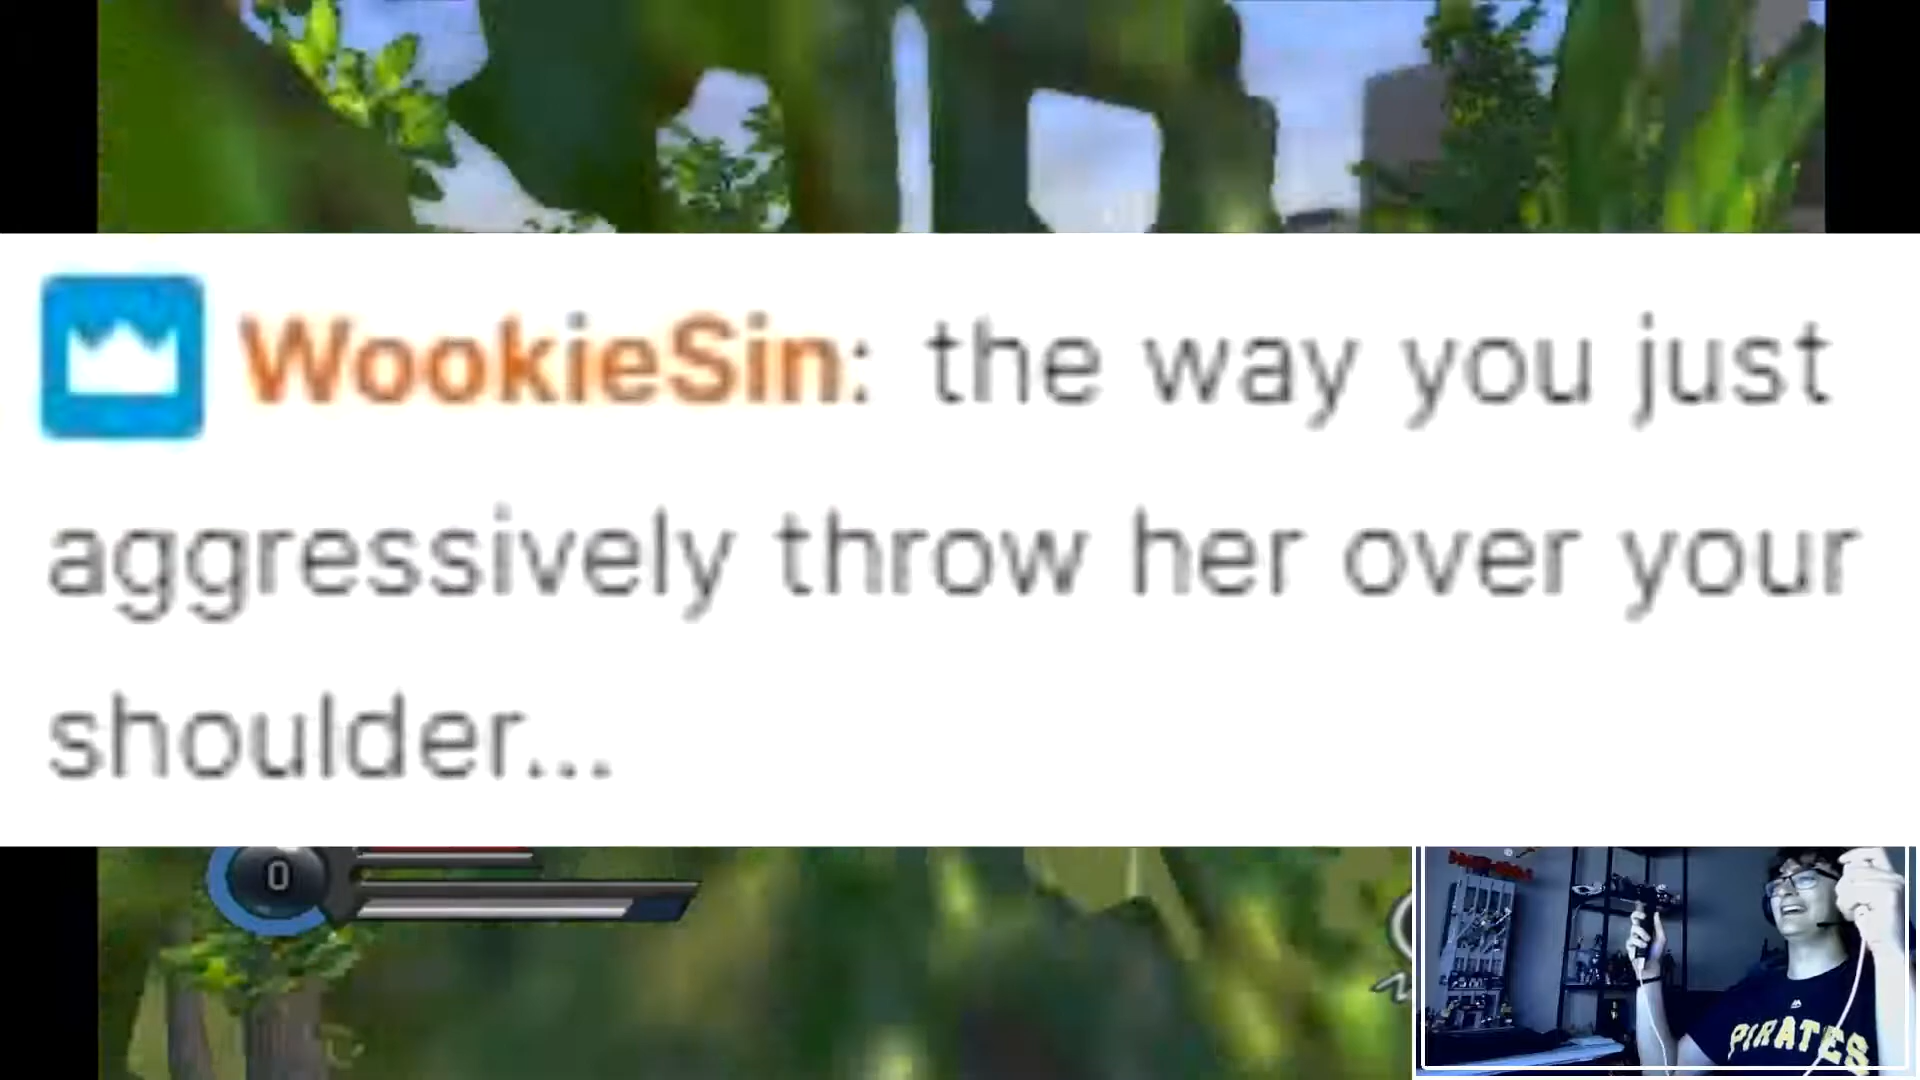 WookieSin: the way you just
aggressively throw her over your
shoulder...
0
PIRATES